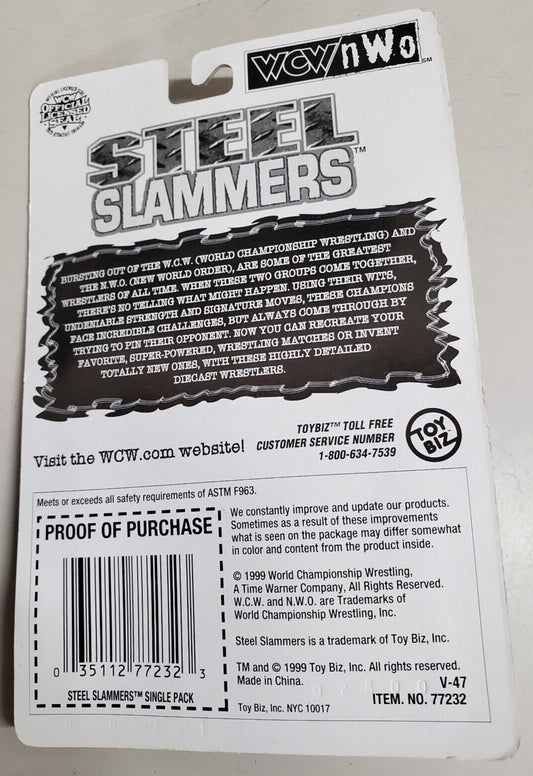 WCW/nWo SM
WCW
OFFICIAL
LICENSED
SEAL
STEEL
SLAMMERS™
BURSTING OUT OF THE W.C.W. (WORLD CHAMPIONSHIP WRESTLING) AND
THE N.W.O. (NEW WORLD ORDER), ARE SOME OF THE GREATEST
WRESTLERS OF ALL TIME. WHEN THESE TWO GROUPS COME TOGETHER,
THERE'S NO TELLING WHAT MIGHT HAPPEN. USING THEIR WITS,
UNDENIABLE STRENGTH AND SIGNATURE MOVES, THESE CHAMPIONS
FACE INCREDIBLE CHALLENGES, BUT ALWAYS COME THROUGH BY
TRYING TO PIN THEIR OPPONENT. NOW YOU CAN RECREATE YOUR
FAVORITE, SUPER-POWERED, WRESTLING MATCHES OR INVENT
TOTALLY NEW ONES, WITH THESE HIGHLY DETAILED
DIECAST WRESTLERS.
Visit the WCW.com website!
TOYBIZ™ TOLL FREE
CUSTOMER SERVICE NUMBER
1-800-634-7539
TOY
BIZ
Meets or exceeds all safety requirements of ASTM F963.
PROOF OF PURCHASE
0 35112 77232 3
STEEL SLAMMERS™ SINGLE PACK
We constantly improve and update our products.
Sometimes as a result of these improvements
what is seen on the package may differ somewhat
in color and content from the product inside.
© 1999 World Championship Wrestling,
A Time Warner Company, All Rights Reserved.
W.C.W. and N.W.O. are Trademarks of
World Championship Wrestling, Inc.
Steel Slammers is a trademark of Toy Biz, Inc.
TM and © 1999 Toy Biz, Inc. All rights reserved.
Made in China.
V-47
Toy Biz, Inc. NYC 10017
ITEM. NO. 77232